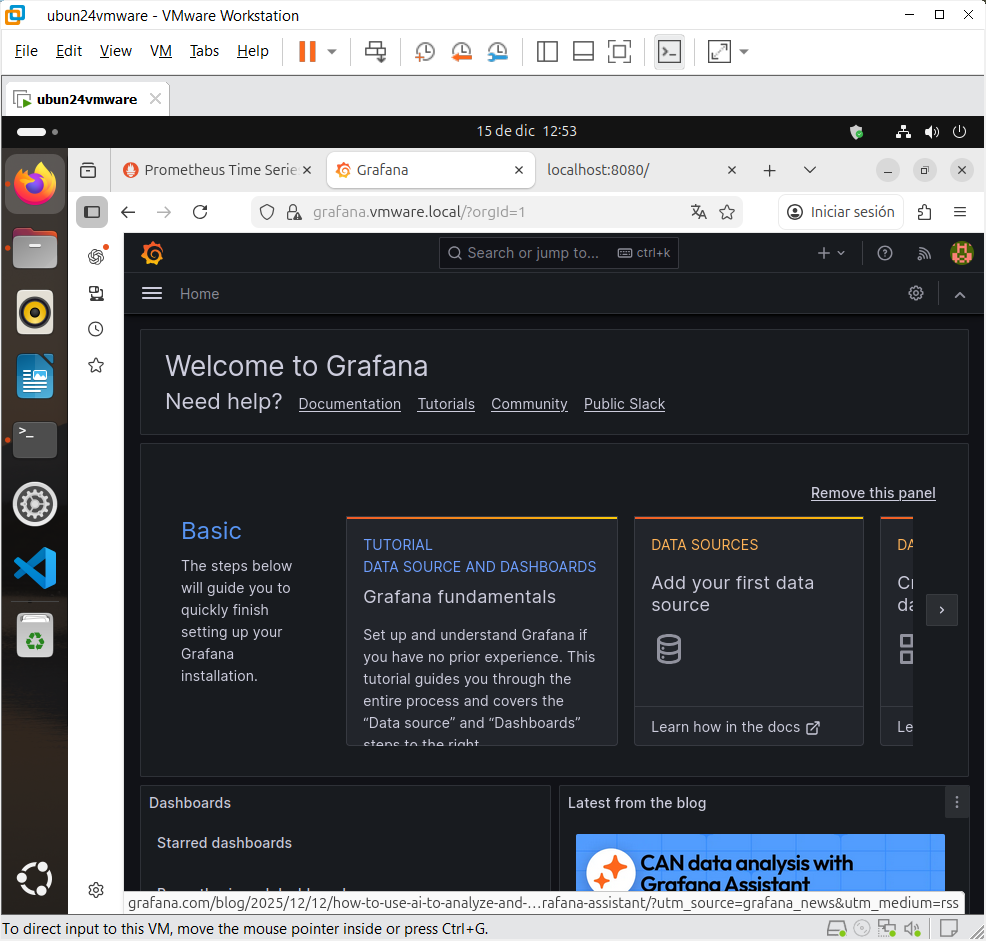 ubun24vmware - VMware Workstation
File Edit View VM Tabs Help
ubun24vmware
15 de dic 12:53
Prometheus Time Serie
Grafana
localhost:8080/
grafana.vmware.local/?orgId=1
Iniciar sesión
Search or jump to...
ctrl+k
Home
Welcome to Grafana
Need help? Documentation Tutorials Community Public Slack
Remove this panel
Basic
The steps below
will guide you to
quickly finish
setting up your
Grafana
installation.
TUTORIAL
DATA SOURCE AND DASHBOARDS
Grafana fundamentals
Set up and understand Grafana if
you have no prior experience. This
tutorial guides you through the
entire process and covers the
“Data source” and “Dashboards”
steps to the right.
DATA SOURCES
Add your first data
source
Learn how in the docs
DA
Cr
da
Le
Dashboards
Starred dashboards
Latest from the blog
CAN data analysis with
Grafana Assistant
grafana.com/blog/2025/12/12/how-to-use-ai-to-analyze-and-...rafana-assistant/?utm_source=grafana_news&utm_medium=rss
To direct input to this VM, move the mouse pointer inside or press Ctrl+G.